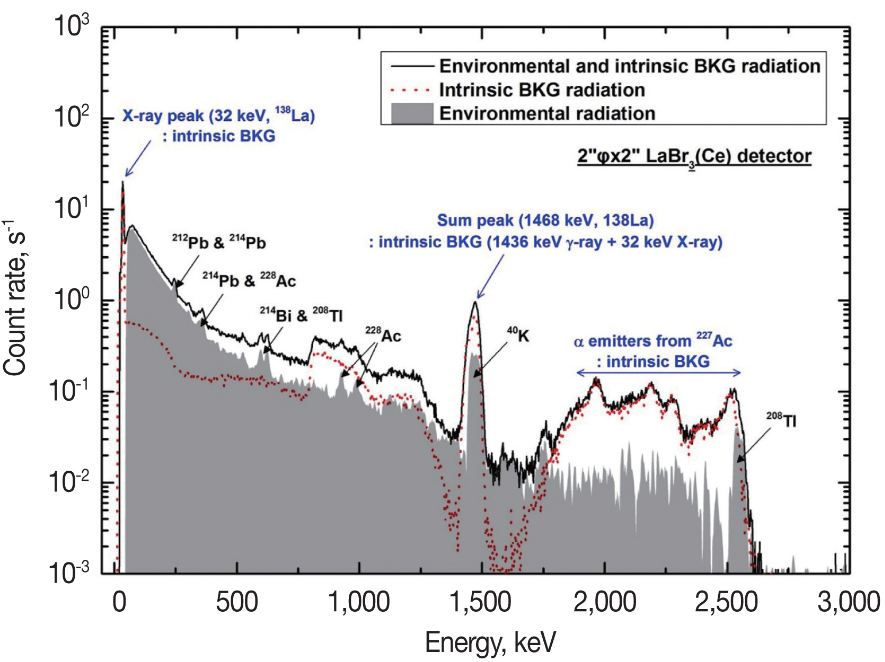 10³
10²
10¹
10⁰
10⁻¹
10⁻²
10⁻³
Count rate, s⁻¹
Environmental and intrinsic BKG radiation
Intrinsic BKG radiation
Environmental radiation
2"φx2" LaBr₃(Ce) detector
X-ray peak (32 keV, ¹³⁸La)
: intrinsic BKG
²¹²Pb & ²¹⁴Pb
²¹⁴Pb & ²²⁸Ac
²¹⁴Bi & ²⁰⁸Tl
²²⁸Ac
Sum peak (1468 keV, 138La)
: intrinsic BKG (1436 keV γ-ray + 32 keV X-ray)
⁴⁰K
α emitters from ²²⁷Ac
: intrinsic BKG
²⁰⁸Tl
0 500 1,000 1,500 2,000 2,500 3,000
Energy, keV